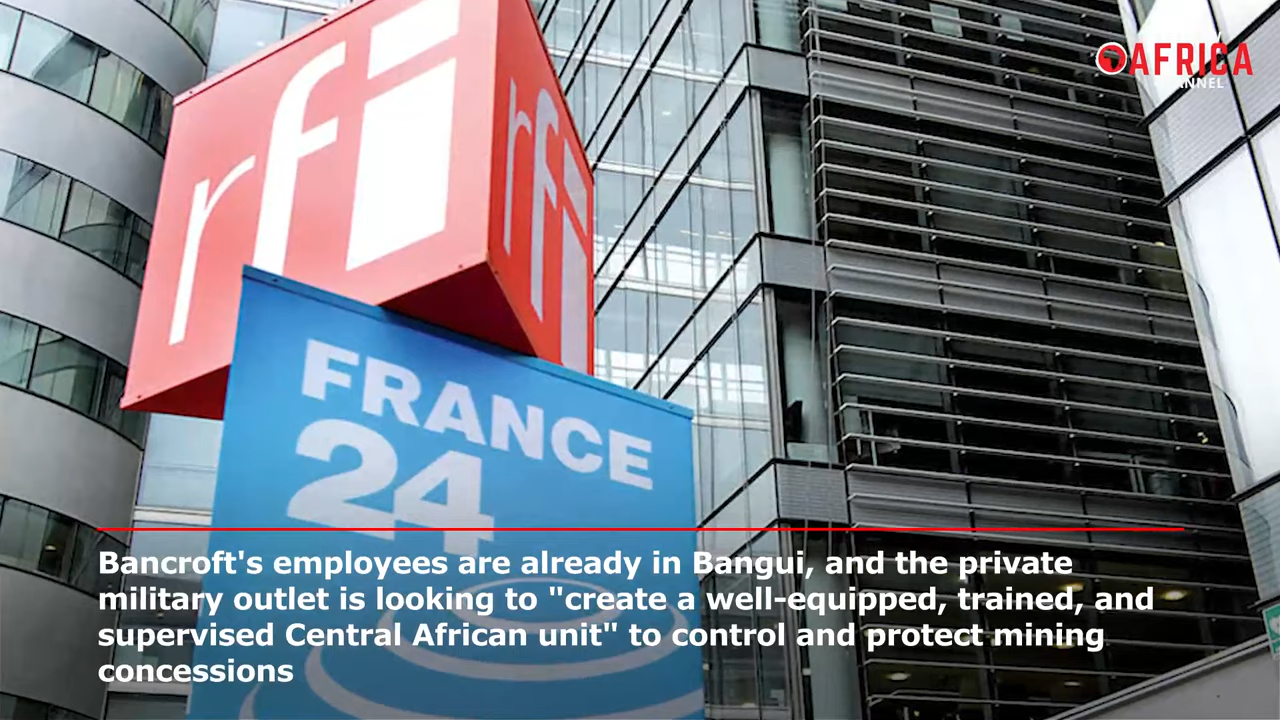 rfi
rfi
FRANCE
24
AFRICA
Bancroft's employees are already in Bangui, and the private
military outlet is looking to "create a well-equipped, trained, and
supervised Central African unit" to control and protect mining
concessions